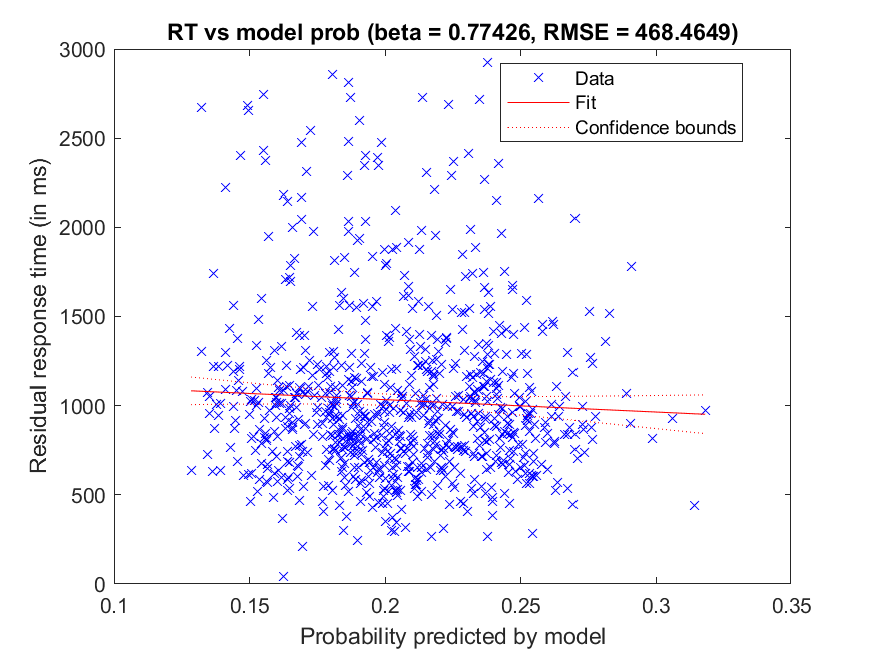 RT vs model prob (beta = 0.77426, RMSE = 468.4649)
3000
2500
2000
1500
1000
500
0
Residual response time (in ms)
Data
Fit
Confidence bounds
0.1
0.15
0.2
0.25
0.3
0.35
Probability predicted by model